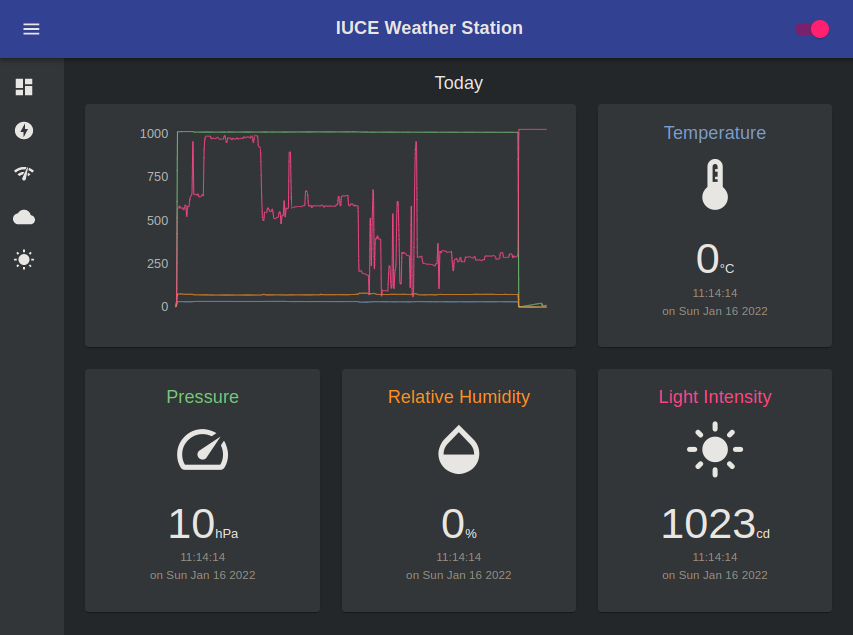 IUCE Weather Station
Today
1000
750
500
250
0
Temperature
0°C
11:14:14
on Sun Jan 16 2022
Pressure
10hPa
11:14:14
on Sun Jan 16 2022
Relative Humidity
0%
11:14:14
on Sun Jan 16 2022
Light Intensity
1023cd
11:14:14
on Sun Jan 16 2022